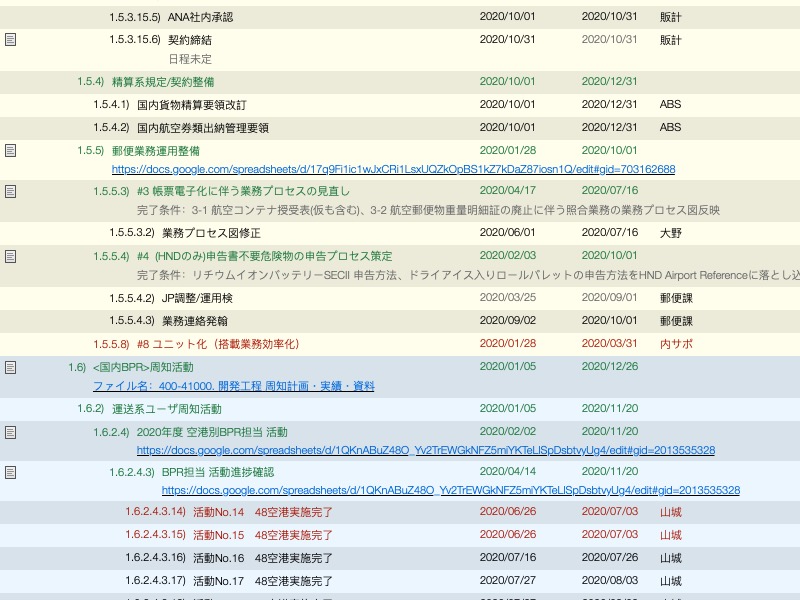 1.5.3.15.5) ANA社内承認 2020/10/01 2020/10/31 販計
1.5.3.15.6) 契約締結 2020/10/31 2020/10/31 販計
日程未定
1.5.4) 精算系規定/契約整備 2020/10/01 2020/12/31
1.5.4.1) 国内貨物精算要領改訂 2020/10/01 2020/12/31 ABS
1.5.4.2) 国内航空券類出納管理要領 2020/10/01 2020/12/31 ABS
1.5.5) 郵便業務運用整備 2020/01/28 2020/10/01
https://docs.google.com/spreadsheets/d/17q9Fi1ic1wJxCRi1LsxUQZkOpBS1kZ7kDaZ87iosn1Q/edit#gid=703162688
1.5.5.3) #3 帳票電子化に伴う業務プロセスの見直し 2020/04/17 2020/07/16
完了条件：3-1 航空コンテナ授受表(仮も含む)、3-2 航空郵便物重量明細証の廃止に伴う照合業務の業務プロセス図反映
1.5.5.3.2) 業務プロセス図修正 2020/06/01 2020/07/16 大野
1.5.5.4) #4 (HNDのみ)申告書不要危険物の申告プロセス策定 2020/02/03 2020/10/01
完了条件：リチウムイオンバッテリーSECII 申告方法、ドライアイス入りロールパレットの申告方法をHND Airport Referenceに落とし込
1.5.5.4.2) JP調整/運用検 2020/03/25 2020/09/01 郵便課
1.5.5.4.3) 業務連絡発翰 2020/09/02 2020/10/01 郵便課
1.5.5.8) #8 ユニット化（搭載業務効率化） 2020/01/28 2020/03/31 内サポ
1.6) <国内BPR>周知活動 2020/01/05 2020/12/26
ファイル名：400-41000. 開発工程 周知計画・実績・資料
1.6.2) 運送系ユーザ周知活動 2020/01/05 2020/11/20
1.6.2.4) 2020年度 空港別BPR担当 活動 2020/02/02 2020/11/20
https://docs.google.com/spreadsheets/d/1QKnABuZ48O_Yv2TrEWGkNFZ5miYKTeLlSpDsbtvyUg4/edit#gid=2013535328
1.6.2.4.3) BPR担当 活動進捗確認 2020/04/14 2020/11/20
https://docs.google.com/spreadsheets/d/1QKnABuZ48O_Yv2TrEWGkNFZ5miYKTeLlSpDsbtvyUg4/edit#gid=2013535328
1.6.2.4.3.14) 活動No.14 48空港実施完了 2020/06/26 2020/07/03 山城
1.6.2.4.3.15) 活動No.15 48空港実施完了 2020/06/26 2020/07/03 山城
1.6.2.4.3.16) 活動No.16 48空港実施完了 2020/07/16 2020/07/26 山城
1.6.2.4.3.17) 活動No.17 48空港実施完了 2020/07/27 2020/08/03 山城